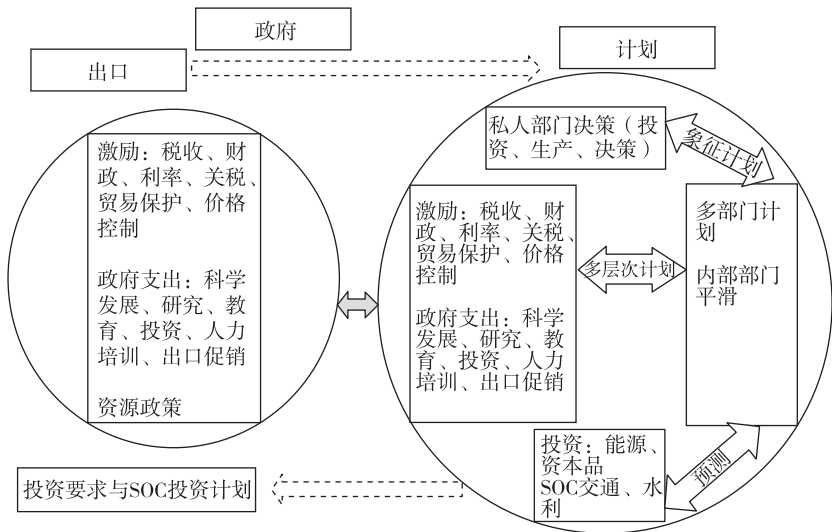 政府
出口
计划
激励：税收、财
政、利率、关税、
贸易保护、价格
控制
政府支出：科学
发展、研究、教
育、投资、人力
培训、出口促销
资源政策
私人部门决策（投
资、生产、决策）
象征计划
激励：税收、财
政、利率、关税、
贸易保护、价格
控制
政府支出：科学
发展、研究、教
育、投资、人力
培训、出口促销
多层次计划
多部门计
划
内部部门
平滑
投资：能源、
资本品
SOC交通、水
利
预测
投资要求与SOC投资计划